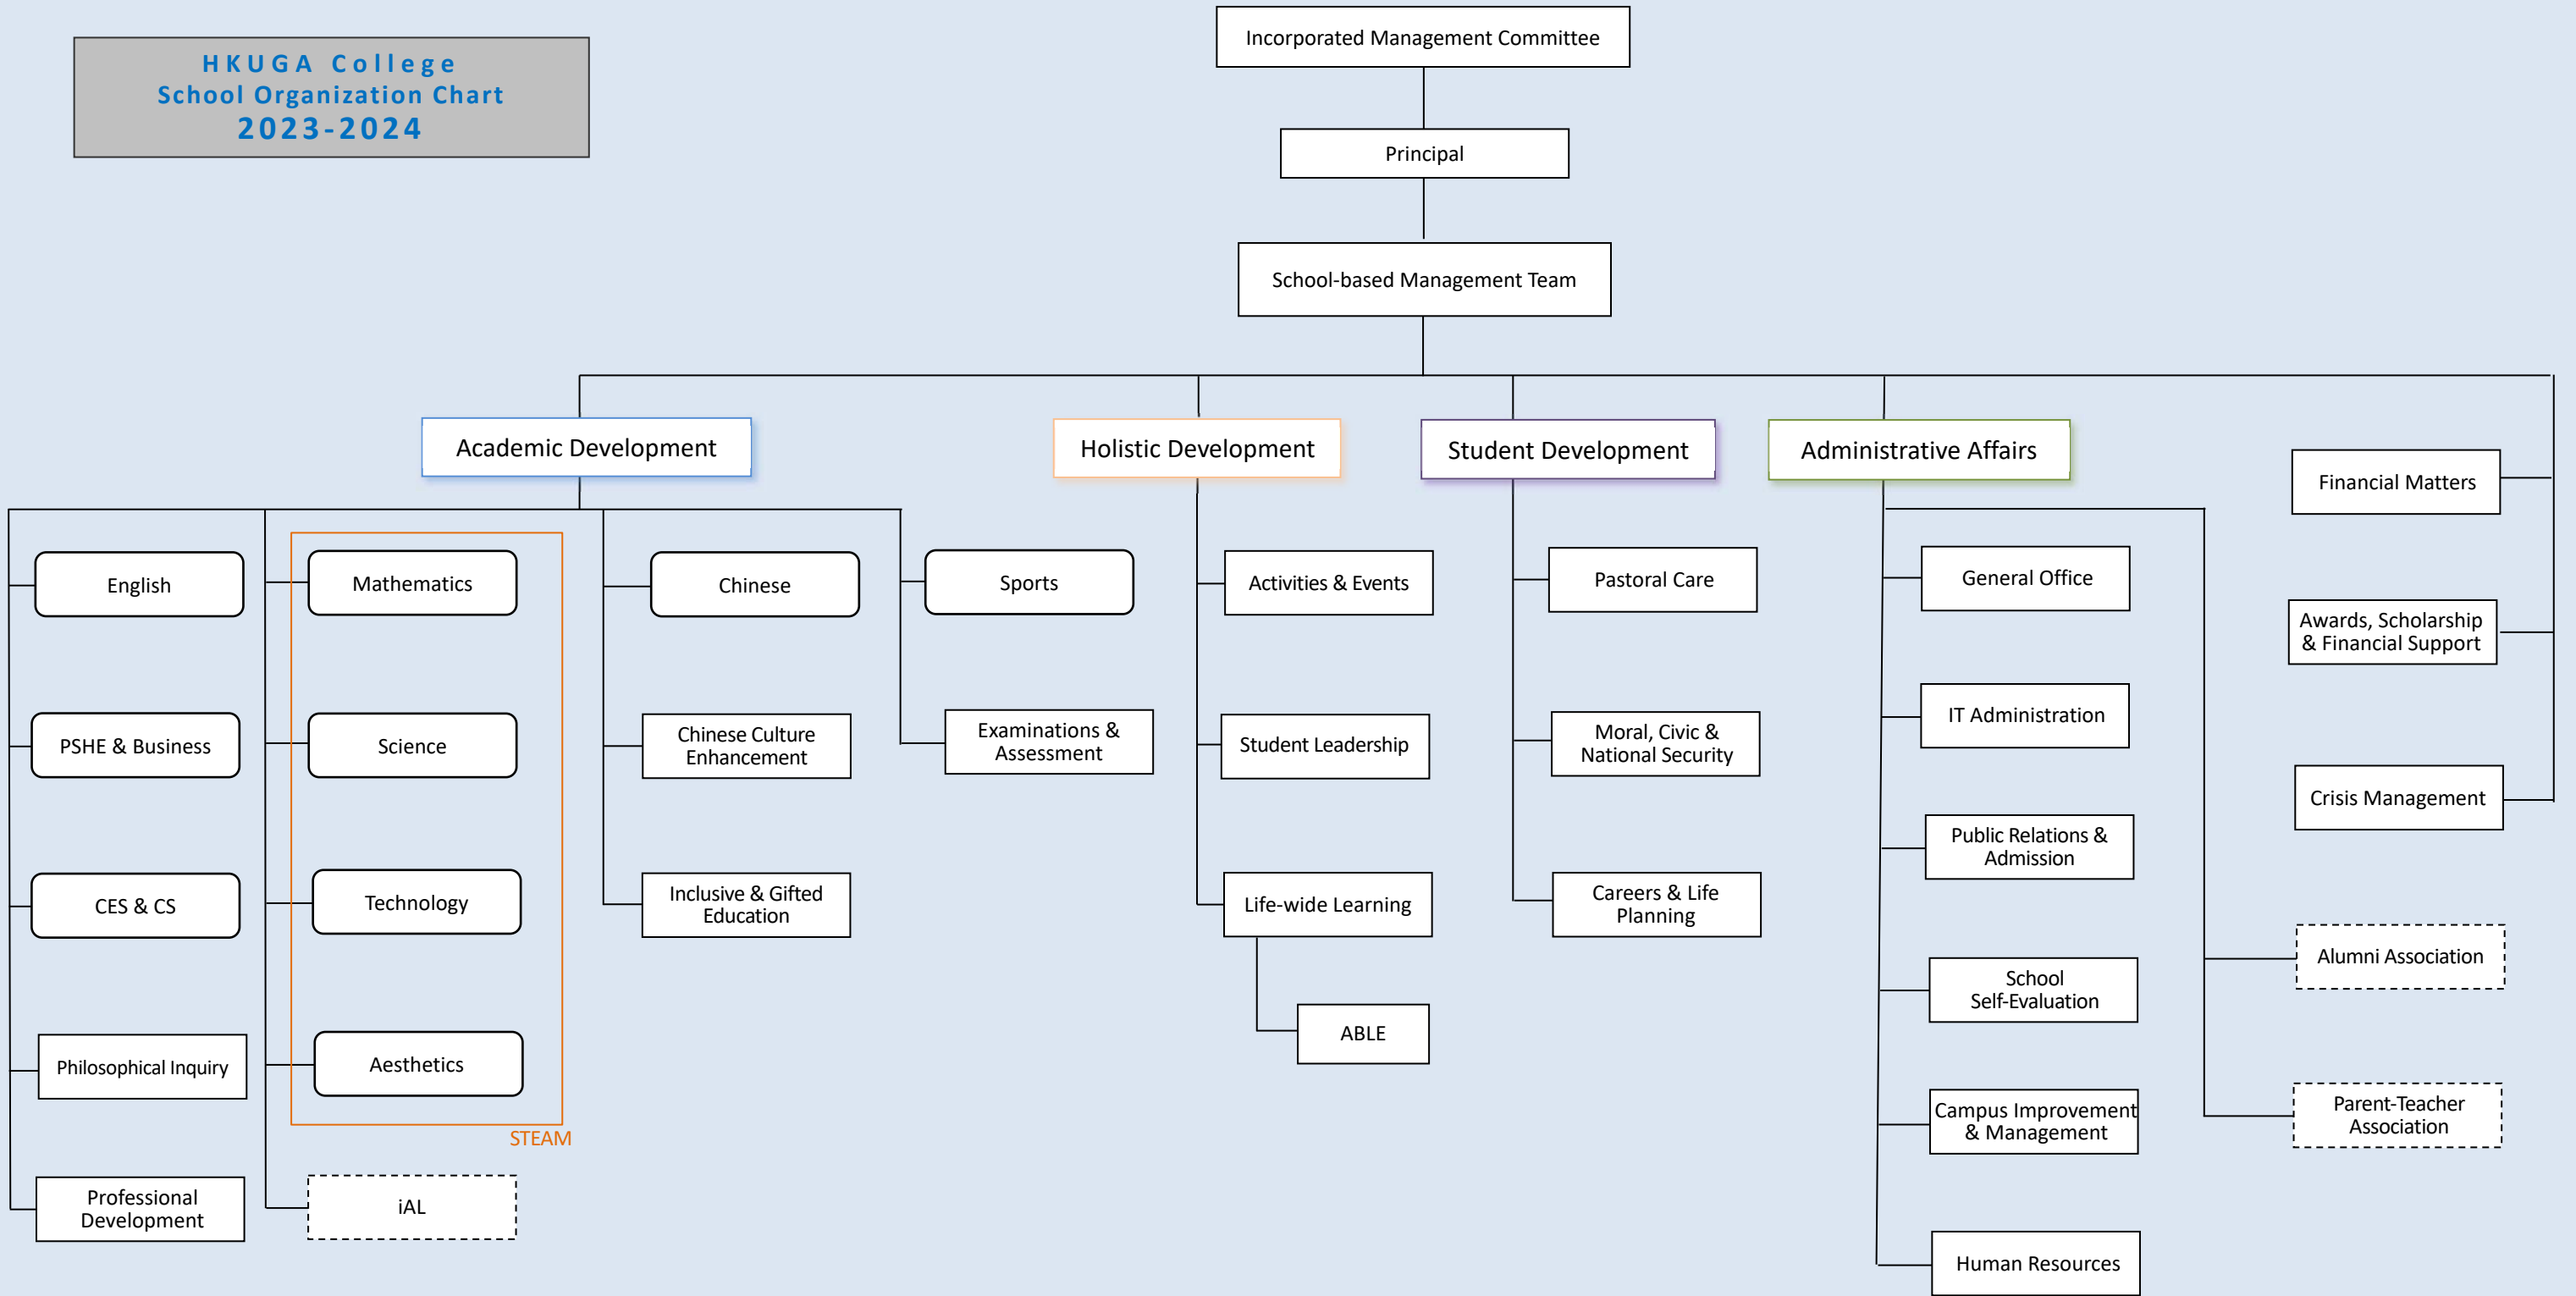 HKUGA College
School Organization Chart
2023-2024
Incorporated Management Committee
Principal
School-based Management Team
Academic Development
Holistic Development
Student Development
Administrative Affairs
English
PSHE & Business
CES & CS
Philosophical Inquiry
Professional
Development
Mathematics
Science
Technology
Aesthetics
STEAM
iAL
Chinese
Chinese Culture
Enhancement
Inclusive & Gifted
Education
Sports
Examinations &
Assessment
Activities & Events
Student Leadership
Life-wide Learning
ABLE
Pastoral Care
Moral, Civic &
National Security
Careers & Life
Planning
General Office
IT Administration
Public Relations &
Admission
School
Self-Evaluation
Campus Improvement
& Management
Human Resources
Financial Matters
Awards, Scholarship
& Financial Support
Crisis Management
Alumni Association
Parent-Teacher
Association